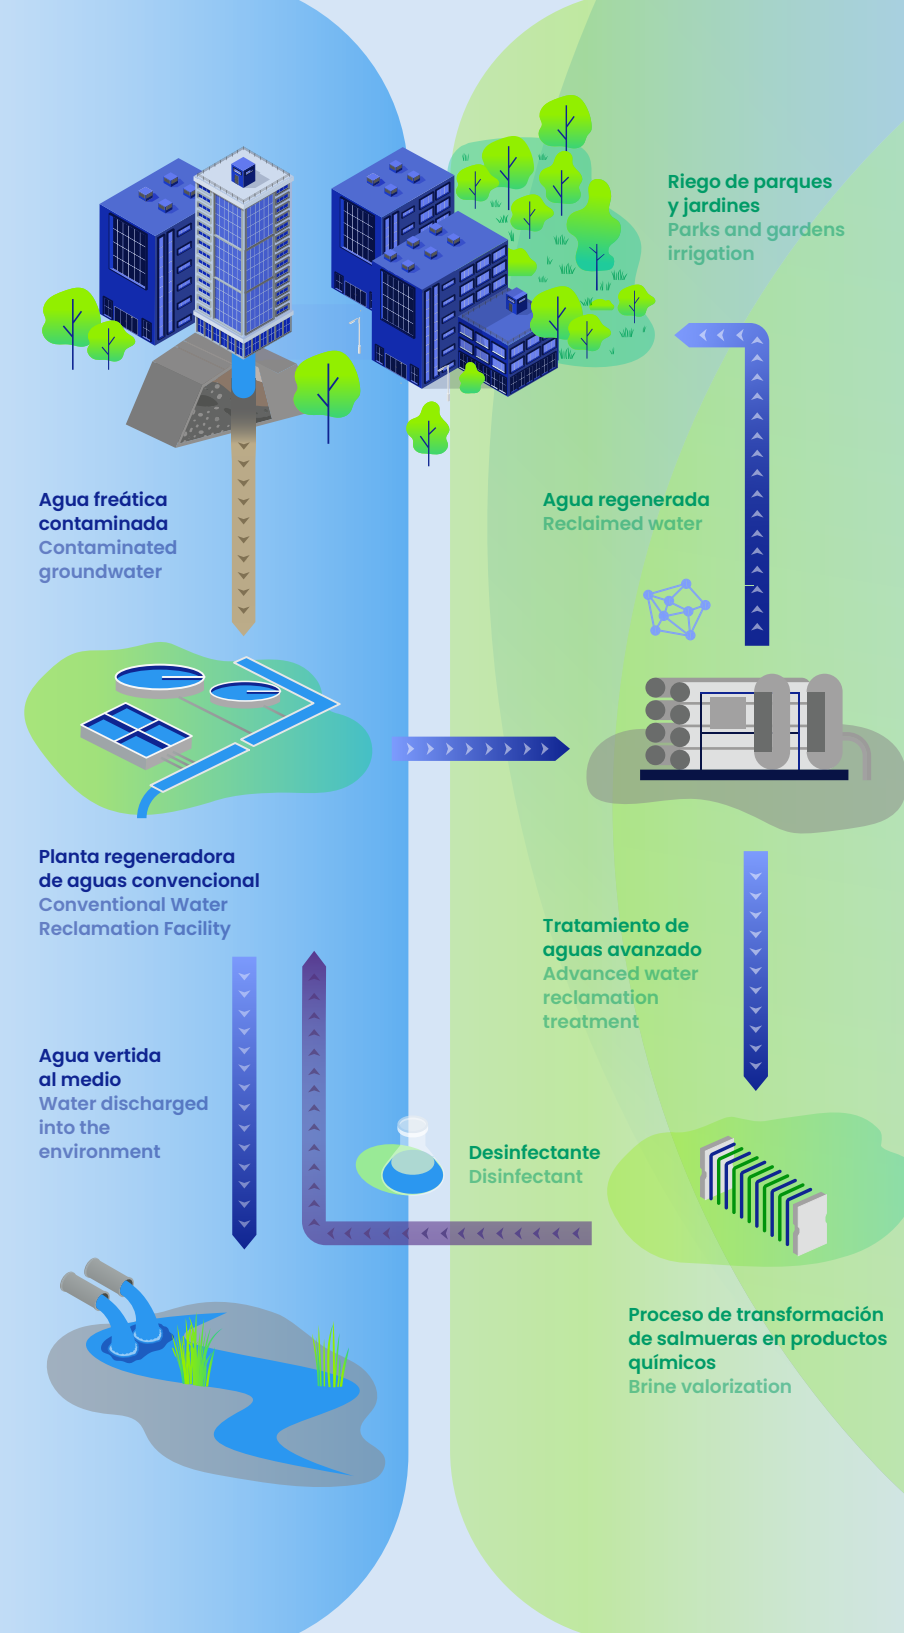 Riego de parques
y jardines
Parks and gardens
irrigation
Agua freática
contaminada
Contaminated
groundwater
Agua regenerada
Reclaimed water
Planta regeneradora
de aguas convencional
Conventional Water
Reclamation Facility
Tratamiento de
aguas avanzado
Advanced water
reclamation
treatment
Agua vertida
al medio
Water discharged
into the
environment
Desinfectante
Disinfectant
Proceso de transformación
de salmueras en productos
químicos
Brine valorization